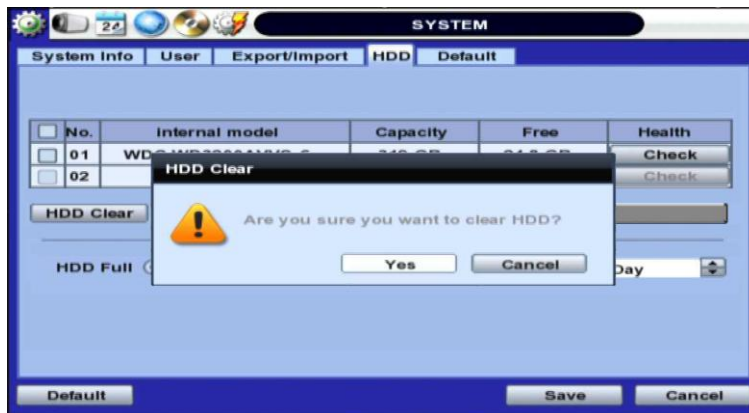 SYSTEM
System Info User Export/Import HDD Default
No. Internal model Capacity Free Health
01 Check
02 Check
HDD Clear
Are you sure you want to clear HDD?
Yes Cancel
HDD Clear
HDD Full Day
Default Save Cancel